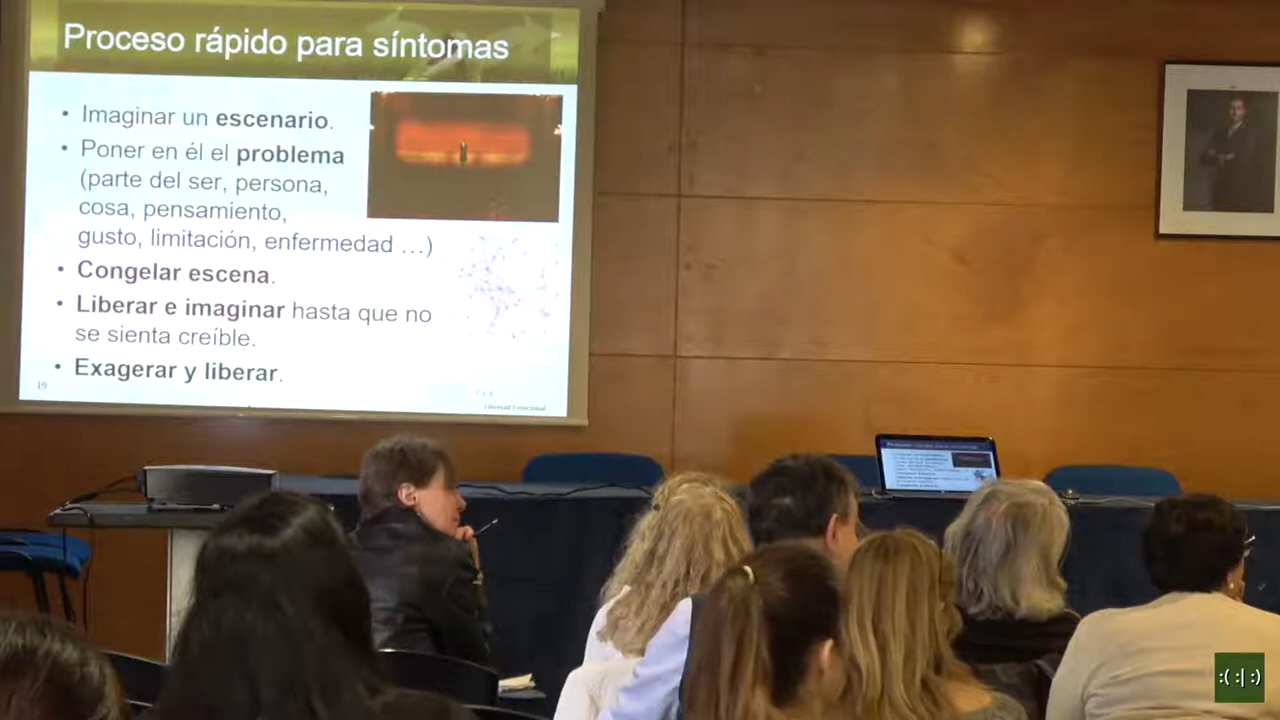 Proceso rápido para síntomas
• Imaginar un escenario.
• Poner en él el problema
(parte del ser, persona,
cosa, pensamiento,
gusto, limitación, enfermedad …)
• Congelar escena.
• Liberar e imaginar hasta que no
se sienta creíble.
• Exagerar y liberar.
19
:( :| :)